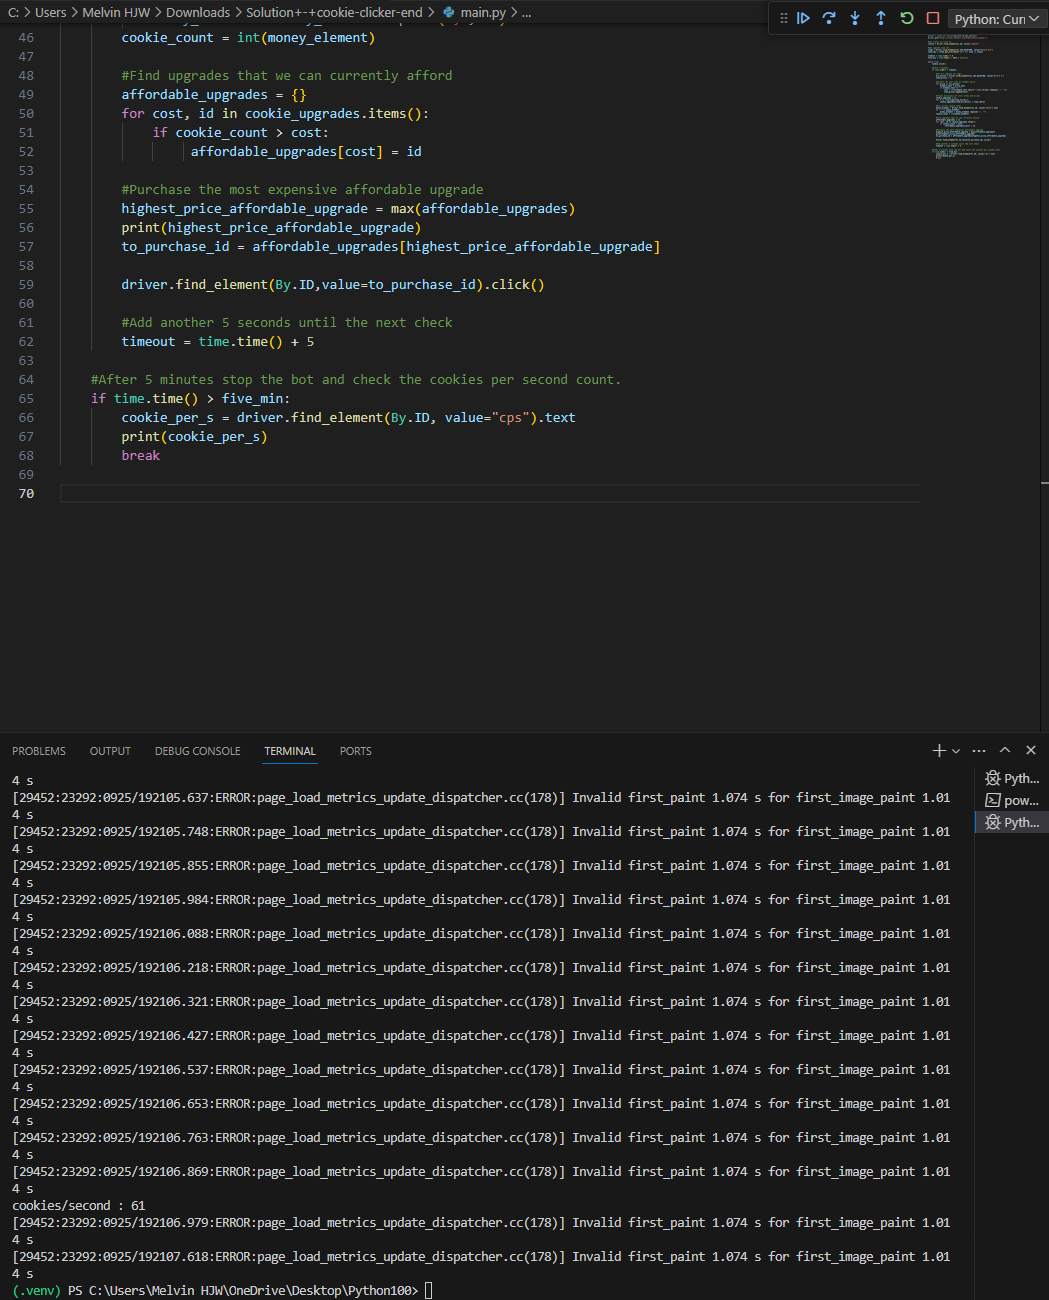 C: > Users > Melvin HJW > Downloads > Solution+-+cookie-clicker-end > main.py > ...
Python: Curr
46 cookie_count = int(money_element)
47
48 #Find upgrades that we can currently afford
49 affordable_upgrades = {}
50 for cost, id in cookie_upgrades.items():
51 if cookie_count > cost:
52 affordable_upgrades[cost] = id
53
54 #Purchase the most expensive affordable upgrade
55 highest_price_affordable_upgrade = max(affordable_upgrades)
56 print(highest_price_affordable_upgrade)
57 to_purchase_id = affordable_upgrades[highest_price_affordable_upgrade]
58
59 driver.find_element(By.ID,value=to_purchase_id).click()
60
61 #Add another 5 seconds until the next check
62 timeout = time.time() + 5
63
64 #After 5 minutes stop the bot and check the cookies per second count.
65 if time.time() > five_min:
66 cookie_per_s = driver.find_element(By.ID, value="cps").text
67 print(cookie_per_s)
68 break
69
70
PROBLEMS OUTPUT DEBUG CONSOLE TERMINAL PORTS
Pyth...
pow...
Pyth...
4 s
[29452:23292:0925/192105.637:ERROR:page_load_metrics_update_dispatcher.cc(178)] Invalid first_paint 1.074 s for first_image_paint 1.01
4 s
[29452:23292:0925/192105.748:ERROR:page_load_metrics_update_dispatcher.cc(178)] Invalid first_paint 1.074 s for first_image_paint 1.01
4 s
[29452:23292:0925/192105.855:ERROR:page_load_metrics_update_dispatcher.cc(178)] Invalid first_paint 1.074 s for first_image_paint 1.01
4 s
[29452:23292:0925/192105.984:ERROR:page_load_metrics_update_dispatcher.cc(178)] Invalid first_paint 1.074 s for first_image_paint 1.01
4 s
[29452:23292:0925/192106.088:ERROR:page_load_metrics_update_dispatcher.cc(178)] Invalid first_paint 1.074 s for first_image_paint 1.01
4 s
[29452:23292:0925/192106.218:ERROR:page_load_metrics_update_dispatcher.cc(178)] Invalid first_paint 1.074 s for first_image_paint 1.01
4 s
[29452:23292:0925/192106.321:ERROR:page_load_metrics_update_dispatcher.cc(178)] Invalid first_paint 1.074 s for first_image_paint 1.01
4 s
[29452:23292:0925/192106.427:ERROR:page_load_metrics_update_dispatcher.cc(178)] Invalid first_paint 1.074 s for first_image_paint 1.01
4 s
[29452:23292:0925/192106.537:ERROR:page_load_metrics_update_dispatcher.cc(178)] Invalid first_paint 1.074 s for first_image_paint 1.01
4 s
[29452:23292:0925/192106.653:ERROR:page_load_metrics_update_dispatcher.cc(178)] Invalid first_paint 1.074 s for first_image_paint 1.01
4 s
[29452:23292:0925/192106.763:ERROR:page_load_metrics_update_dispatcher.cc(178)] Invalid first_paint 1.074 s for first_image_paint 1.01
4 s
[29452:23292:0925/192106.869:ERROR:page_load_metrics_update_dispatcher.cc(178)] Invalid first_paint 1.074 s for first_image_paint 1.01
4 s
cookies/second : 61
[29452:23292:0925/192106.979:ERROR:page_load_metrics_update_dispatcher.cc(178)] Invalid first_paint 1.074 s for first_image_paint 1.01
4 s
[29452:23292:0925/192107.618:ERROR:page_load_metrics_update_dispatcher.cc(178)] Invalid first_paint 1.074 s for first_image_paint 1.01
4 s
(.venv) PS C:\Users\Melvin HJW\OneDrive\Desktop\Python100>